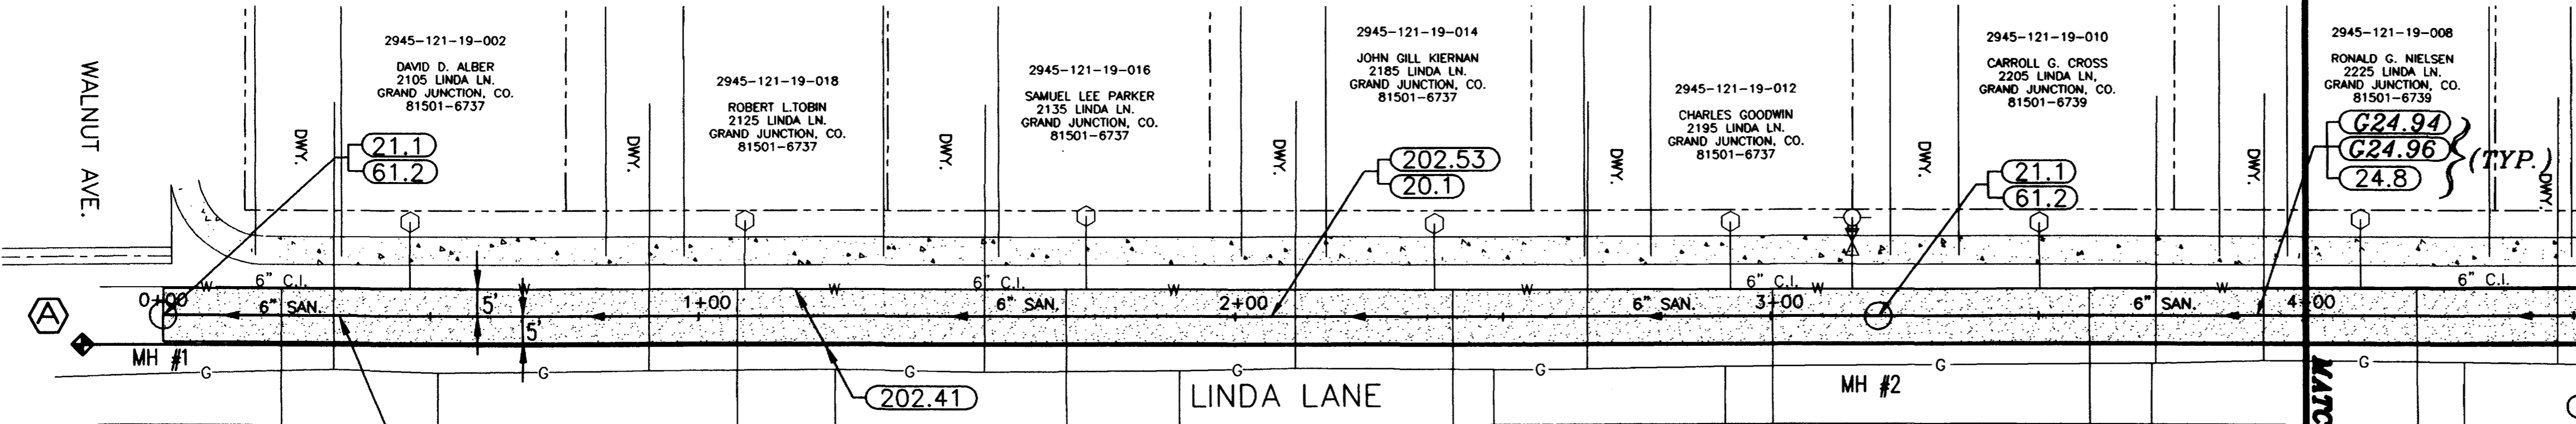 WALNUT AVE.
2945-121-19-002
DAVID D. ALBER
2105 LINDA LN.
GRAND JUNCTION, CO.
81501-6737
2945-121-19-018
ROBERT L.TOBIN
2125 LINDA LN.
GRAND JUNCTION, CO.
81501-6737
2945-121-19-016
SAMUEL LEE PARKER
2135 LINDA LN.
GRAND JUNCTION, CO.
81501-6737
2945-121-19-014
JOHN GILL KIERNAN
2185 LINDA LN.
GRAND JUNCTION, CO.
81501-6737
2945-121-19-012
CHARLES GOODWIN
2195 LINDA LN.
GRAND JUNCTION, CO.
81501-6737
2945-121-19-010
CARROLL G. CROSS
2205 LINDA LN,
GRAND JUNCTION, CO.
81501-6739
2945-121-19-008
RONALD G. NIELSEN
2225 LINDA LN.
GRAND JUNCTION, CO.
81501-6739
DWY.
DWY.
DWY.
DWY.
DWY.
DWY.
DWY.
DWY.
21.1
61.2
202.53
20.1
21.1
61.2
G24.94
G24.96
24.8
(TYP.)
6" C.I.
6" C.I.
6" C.I.
6" C.I.
W
W
W
W
W
W
W
A
0+00
6" SAN.
5'
5'
1+00
6" SAN.
2+00
6" SAN.
3+00
6" SAN.
4+00
MH #1
G
G
G
G
G
G
G
202.41
LINDA LANE
MH #2
MATC